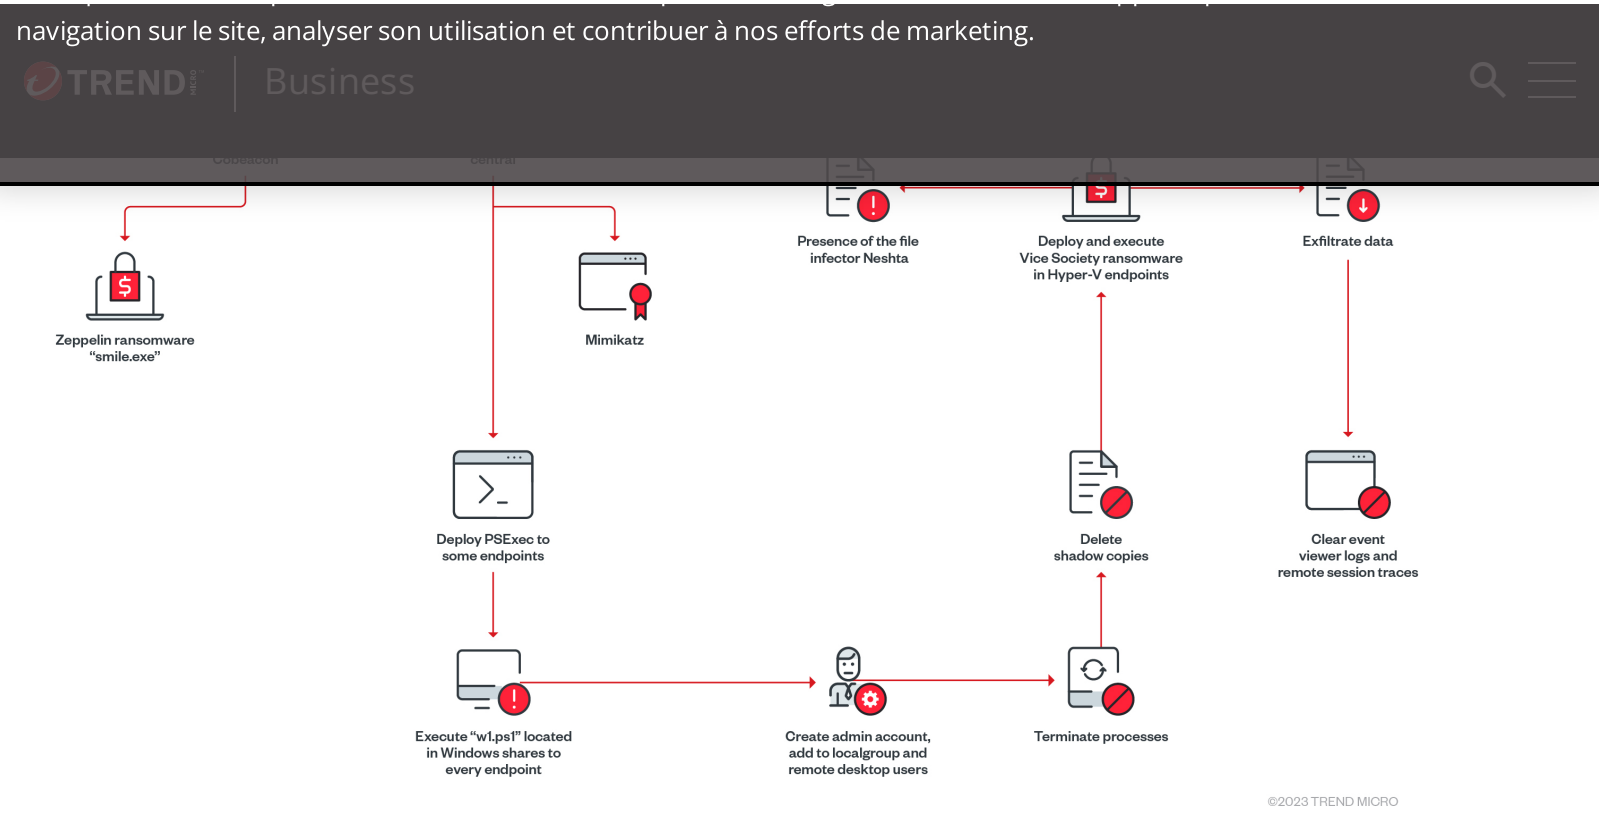 navigation sur le site, analyser son utilisation et contribuer à nos efforts de marketing.
TREND MICRO
Business
Cobeacon
central
Presence of the file
infector Neshta
Deploy and execute
Vice Society ransomware
in Hyper-V endpoints
Exfiltrate data
Zeppelin ransomware
“smile.exe”
Mimikatz
Deploy PSExec to
some endpoints
Delete
shadow copies
Clear event
viewer logs and
remote session traces
Execute “w1.ps1” located
in Windows shares to
every endpoint
Create admin account,
add to localgroup and
remote desktop users
Terminate processes
©2023 TREND MICRO